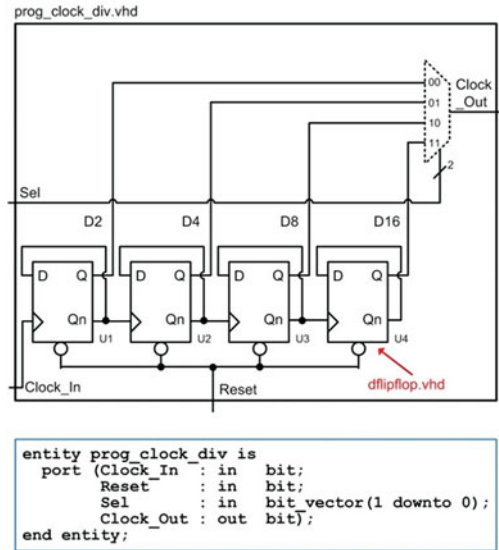 prog_clock_div.vhd
00
Clock
01
_Out
10
11
2
Sel
D2 D4 D8 D16
D Q D Q D Q D Q
Qn Qn Qn Qn
U1 U2 U3 U4
Clock_In
Reset
dflipflop.vhd
entity prog_clock_div is
port (Clock_In : in bit;
Reset : in bit;
Sel : in bit_vector(1 downto 0);
Clock_Out : out bit);
end entity;